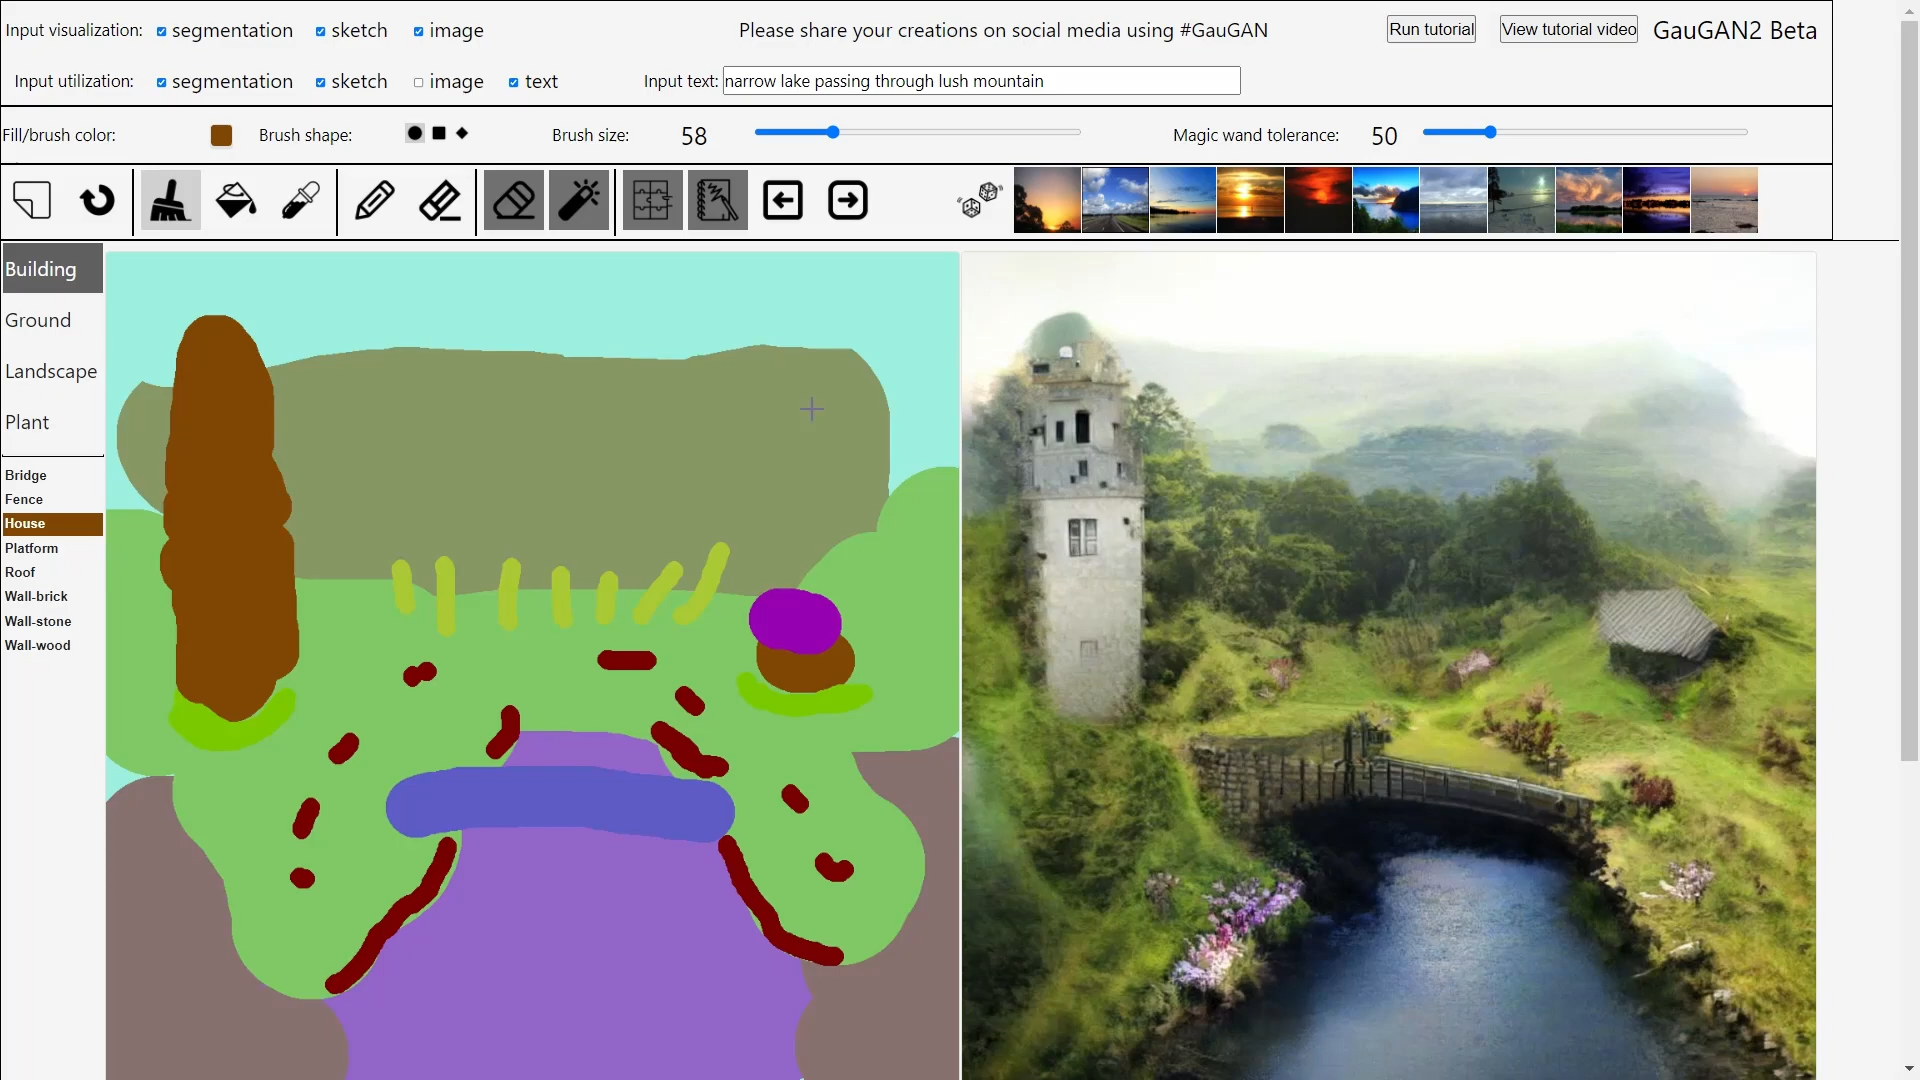 Input visualization: segmentation sketch image Please share your creations on social media using #GauGAN Run tutorial View tutorial video GauGAN2 Beta
Input utilization: segmentation sketch image text Input text: narrow lake passing through lush mountain
Fill/brush color: Brush shape: Brush size: 58 Magic wand tolerance: 50
Building
Ground
Landscape
Plant
Bridge
Fence
House
Platform
Roof
Wall-brick
Wall-stone
Wall-wood